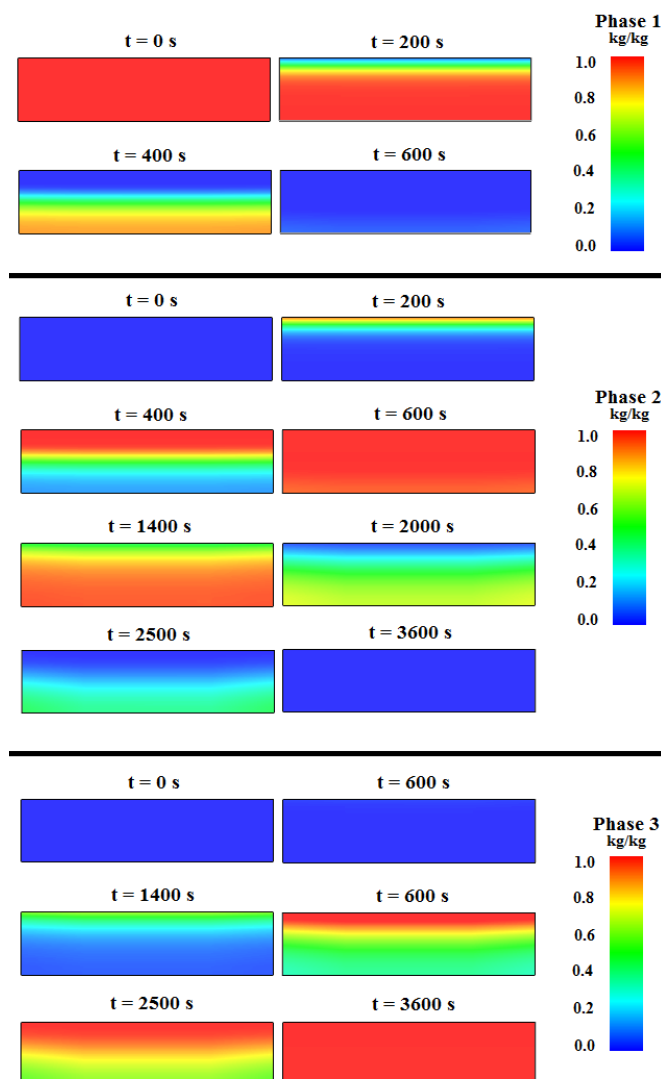 Phase 1
kg/kg
t = 0 s
t = 200 s
1.0
0.8
0.6
0.4
0.2
0.0
t = 400 s
t = 600 s
t = 0 s
t = 200 s
Phase 2
kg/kg
1.0
0.8
0.6
0.4
0.2
0.0
t = 400 s
t = 600 s
t = 1400 s
t = 2000 s
t = 2500 s
t = 3600 s
t = 0 s
t = 600 s
Phase 3
kg/kg
1.0
0.8
0.6
0.4
0.2
0.0
t = 1400 s
t = 600 s
t = 2500 s
t = 3600 s